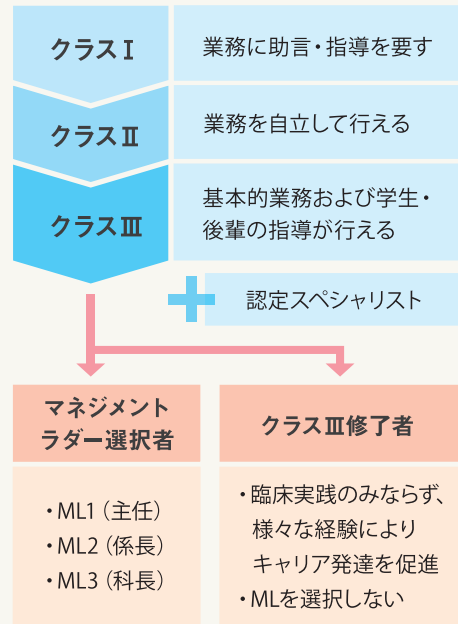 クラスⅠ
業務に助言・指導を要す
クラスⅡ
業務を自立して行える
クラスⅢ
基本的業務および学生・
後輩の指導が行える
認定スペシャリスト
マネジメント
ラダー選択者
・ML1（主任）
・ML2（係長）
・ML3（科長）
クラスⅢ修了者
・臨床実践のみならず、
様々な経験により
キャリア発達を促進
・MLを選択しない